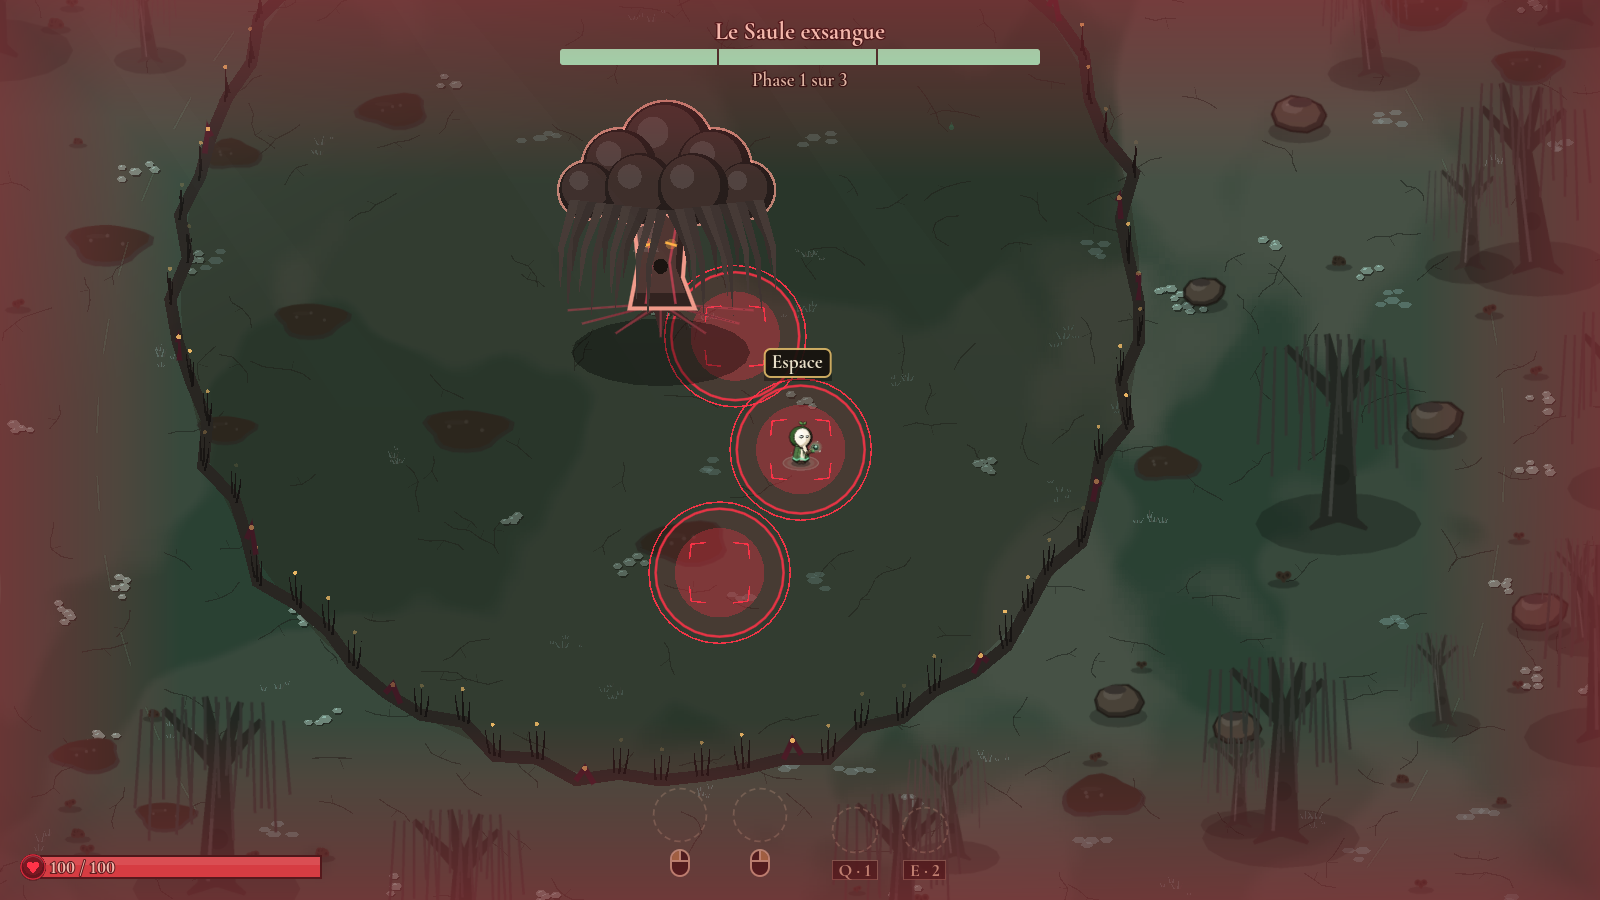 Le Saule exsangue
Phase 1 sur 3
Espace
100 / 100
Q · 1
E · 2